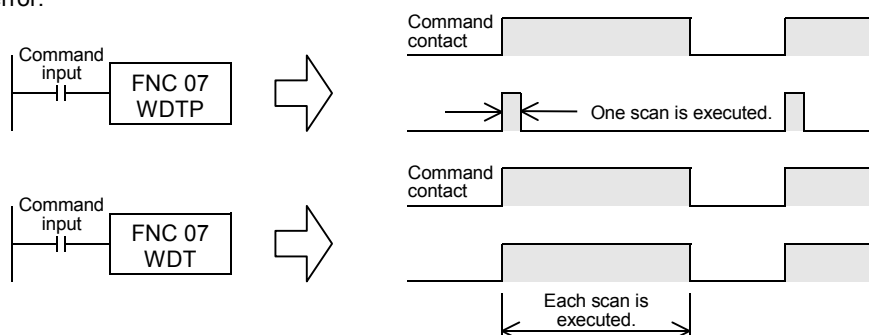 Command
input
FNC 07
WDTP
Command
contact
One scan is executed.
Command
input
FNC 07
WDT
Command
contact
Each scan is
executed.